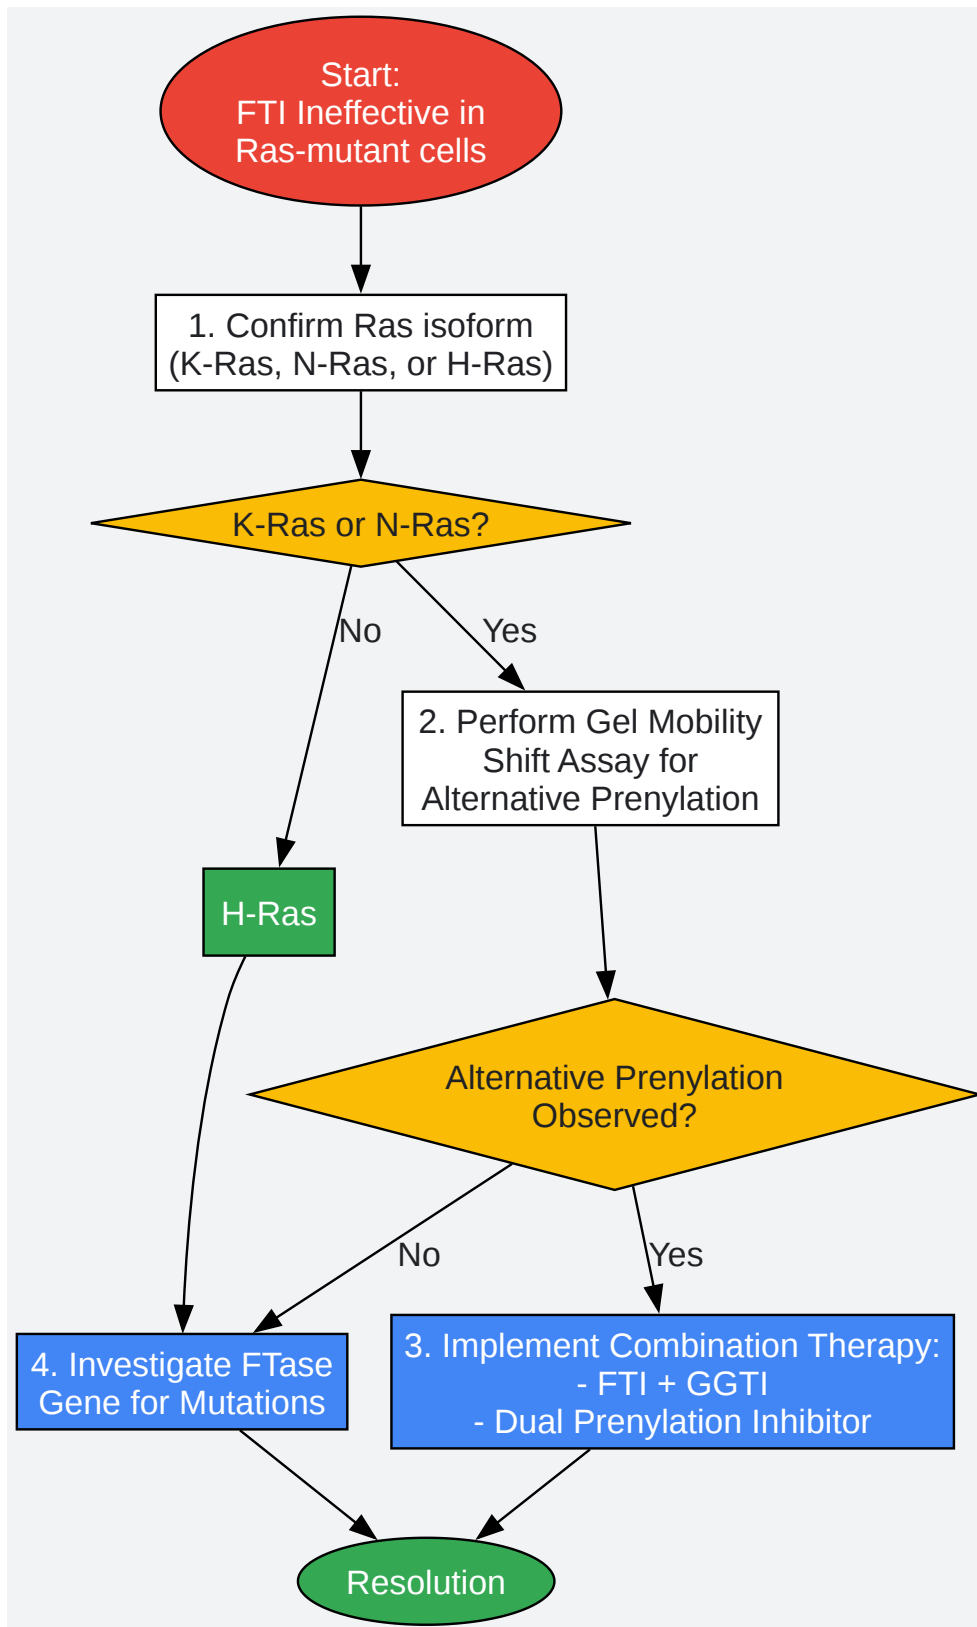 Start:
FTI Ineffective in
Ras-mutant cells
1. Confirm Ras isoform
(K-Ras, N-Ras, or H-Ras)
K-Ras or N-Ras?
No
Yes
2. Perform Gel Mobility
Shift Assay for
Alternative Prenylation
H-Ras
Alternative Prenylation
Observed?
No
Yes
4. Investigate FTase
Gene for Mutations
3. Implement Combination Therapy:
- FTI + GGTI
- Dual Prenylation Inhibitor
Resolution